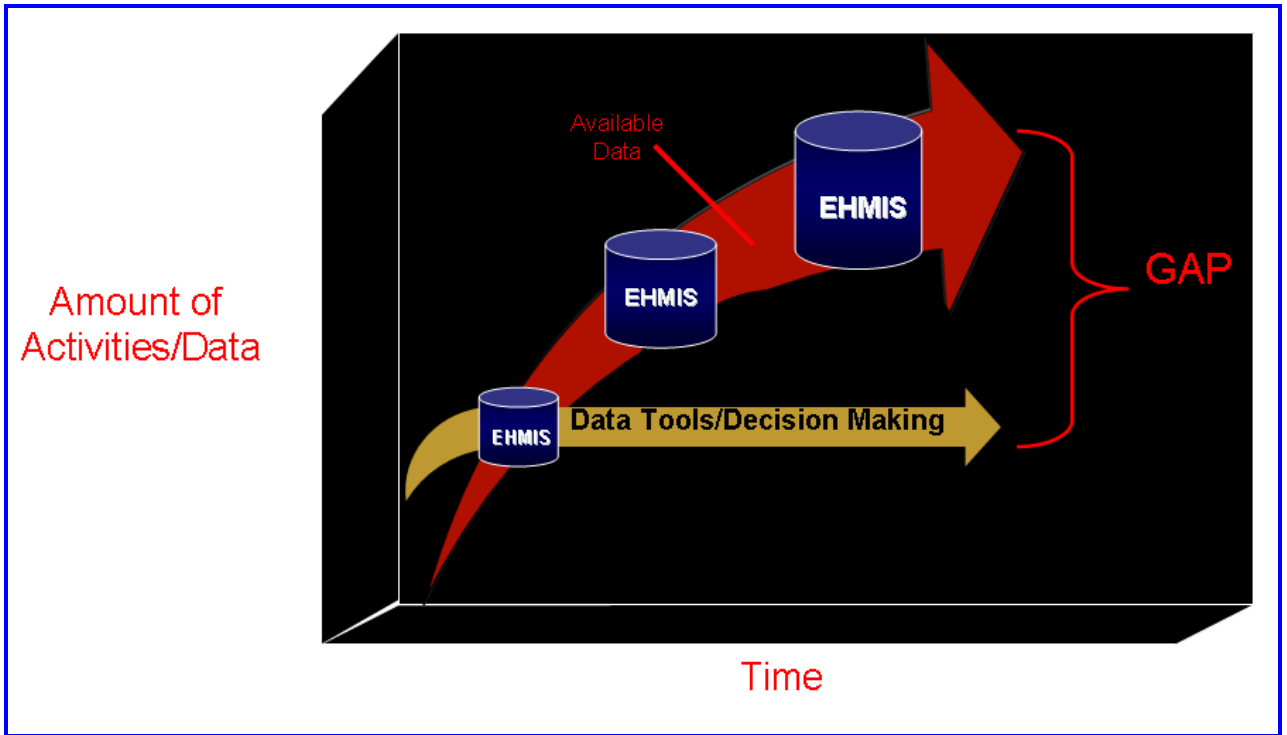 Available
Data
EHMIS
EHMIS
GAP
Amount of
Activities/Data
Data Tools/Decision Making
EHMIS
Time